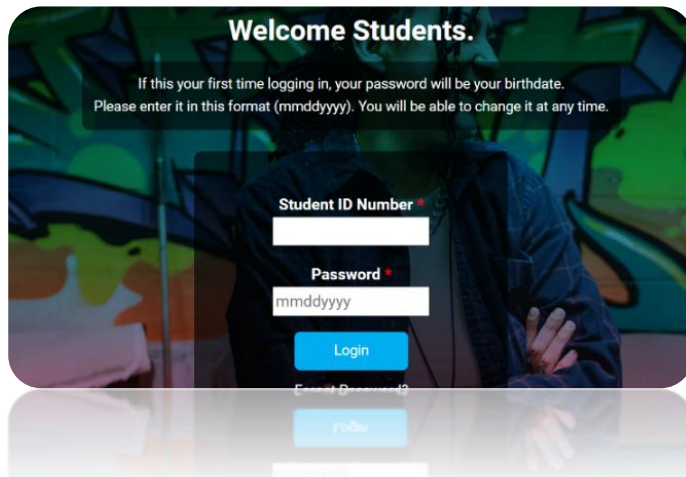 Welcome Students.
If this your first time logging in, your password will be your birthdate.
Please enter it in this format (mmddyyyy). You will be able to change it at any time.
Student ID Number *
Password *
mmddyyyy
Login
Forgot Password?